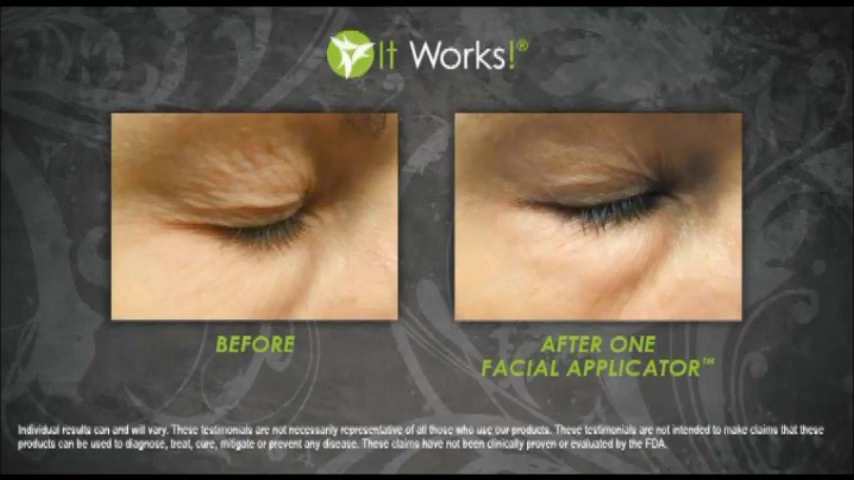 It Works!®
BEFORE
AFTER ONE
FACIAL APPLICATOR™
Individual results can and will vary. These testimonials are not necessarily representative of all those who use our products. These testimonials are not intended to make claims that these
products can be used to diagnose, treat, cure, mitigate or prevent any disease. These claims have not been clinically proven or evaluated by the FDA.